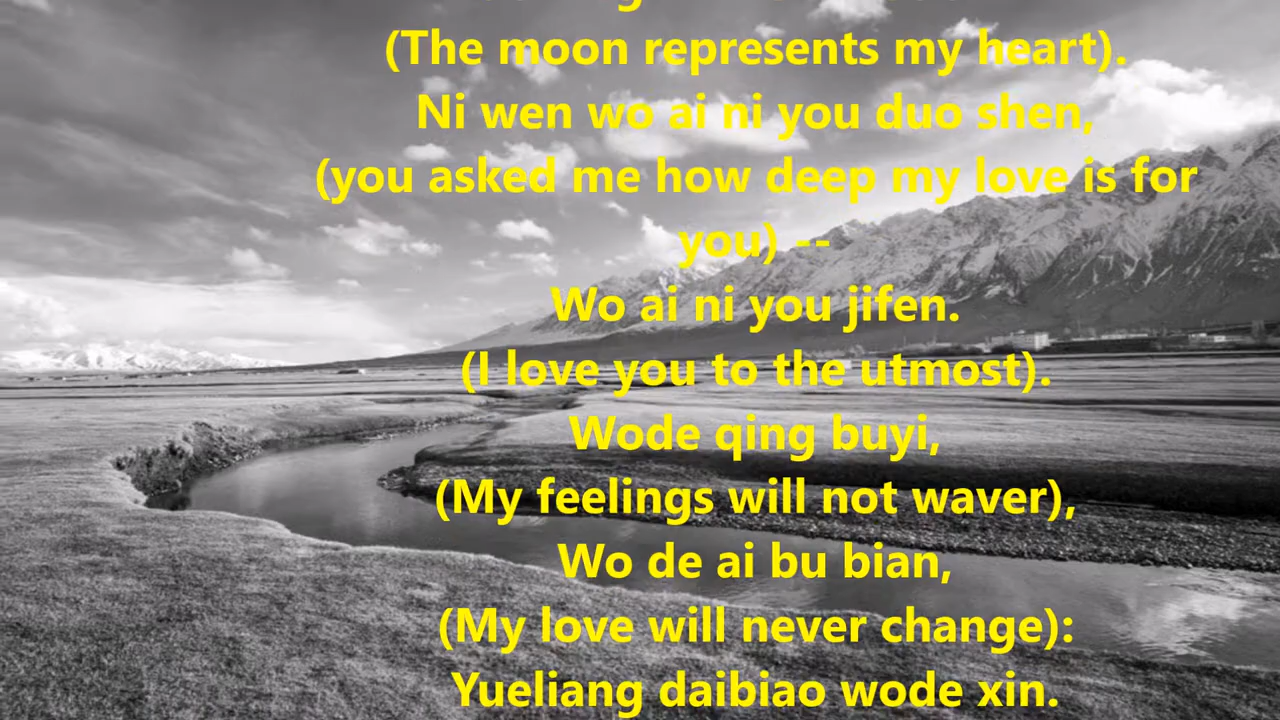 (The moon represents my heart).
Ni wen wo ai ni you duo shen,
(you asked me how deep my love is for
you) --
Wo ai ni you jifen.
(I love you to the utmost).
Wode qing buyi,
(My feelings will not waver),
Wo de ai bu bian,
(My love will never change):
Yueliang daibiao wode xin.